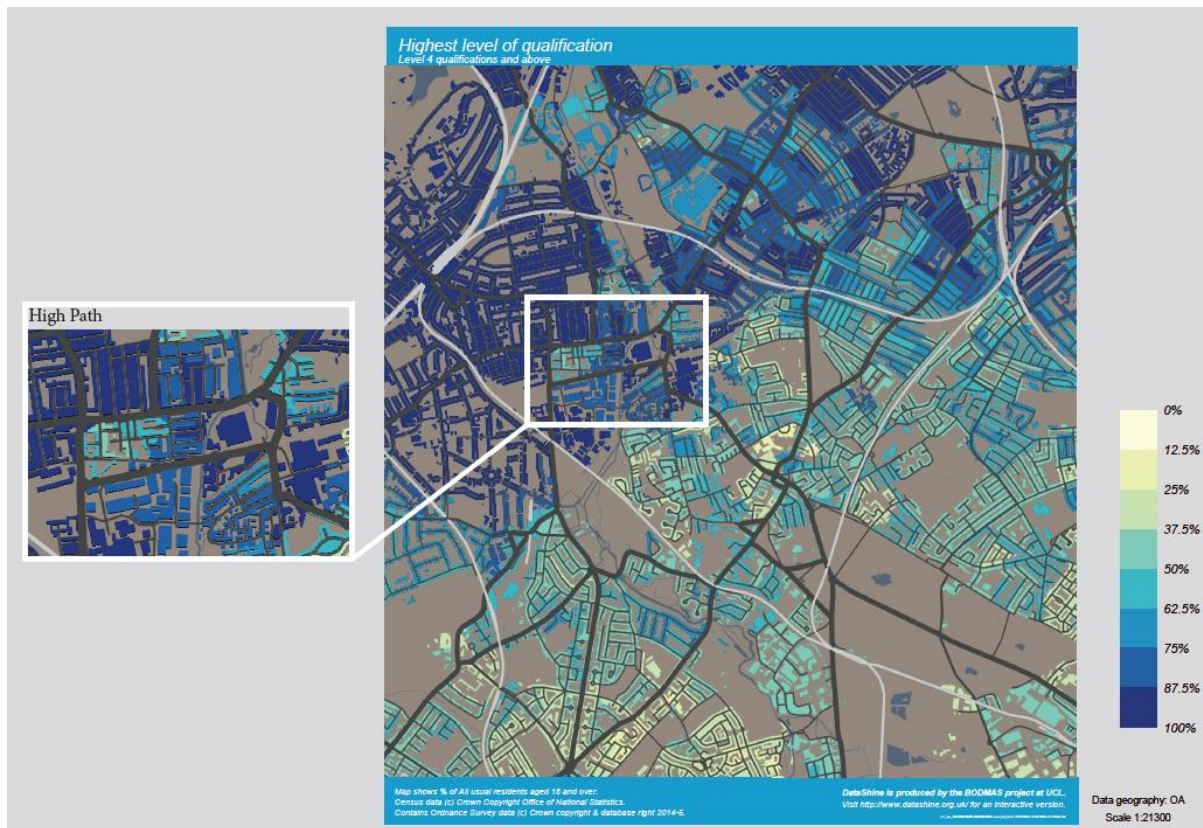 Highest level of qualification
Level 4 qualifications and above
High Path
0%
12.5%
25%
37.5%
50%
62.5%
75%
87.5%
100%
Map shows % of All usual residents aged 16 and over.
Census data (c) Crown Copyright Office of National Statistics.
Contains Ordnance Survey data (c) Crown copyright & database right 2014-5.
DataShine is produced by the BODMAS project at UCL.
Visit http://www.datashine.org.uk/ for an interactive version.
Data geography: OA
Scale 1:21300